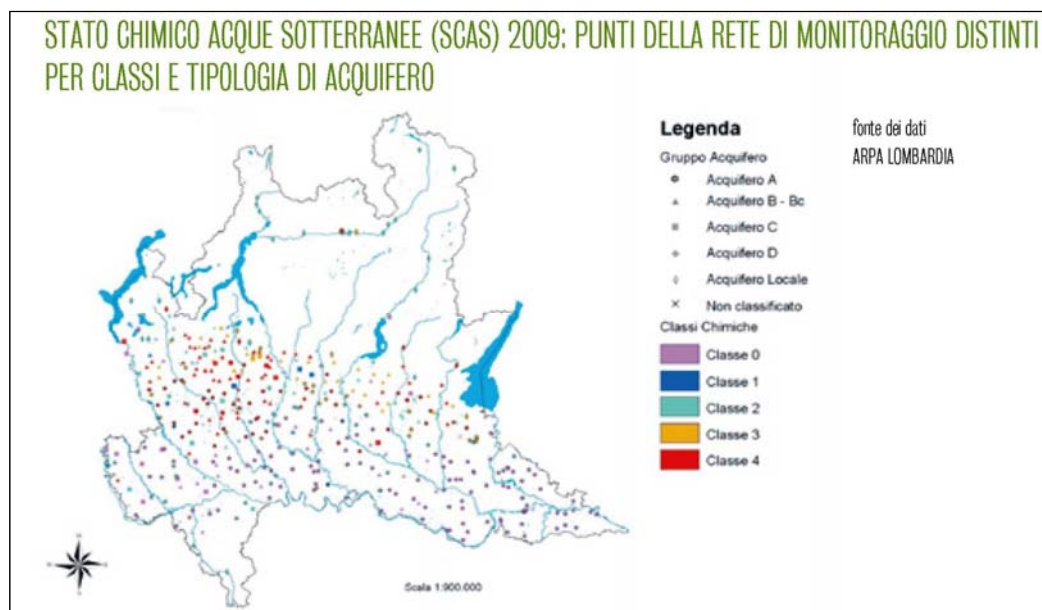 STATO CHIMICO ACQUE SOTTERRANEE (SCAS) 2009: PUNTI DELLA RETE DI MONITORAGGIO DISTINTI
PER CLASSI E TIPOLOGIA DI ACQUIFERO
Legenda
fonte dei dati
ARPA LOMBARDIA
Gruppo Acquifero
Acquifero A
Acquifero B - Bc
Acquifero C
Acquifero D
Acquifero Locale
Non classificato
Classi Chimiche
Classe 0
Classe 1
Classe 2
Classe 3
Classe 4
Scala 1:900.000